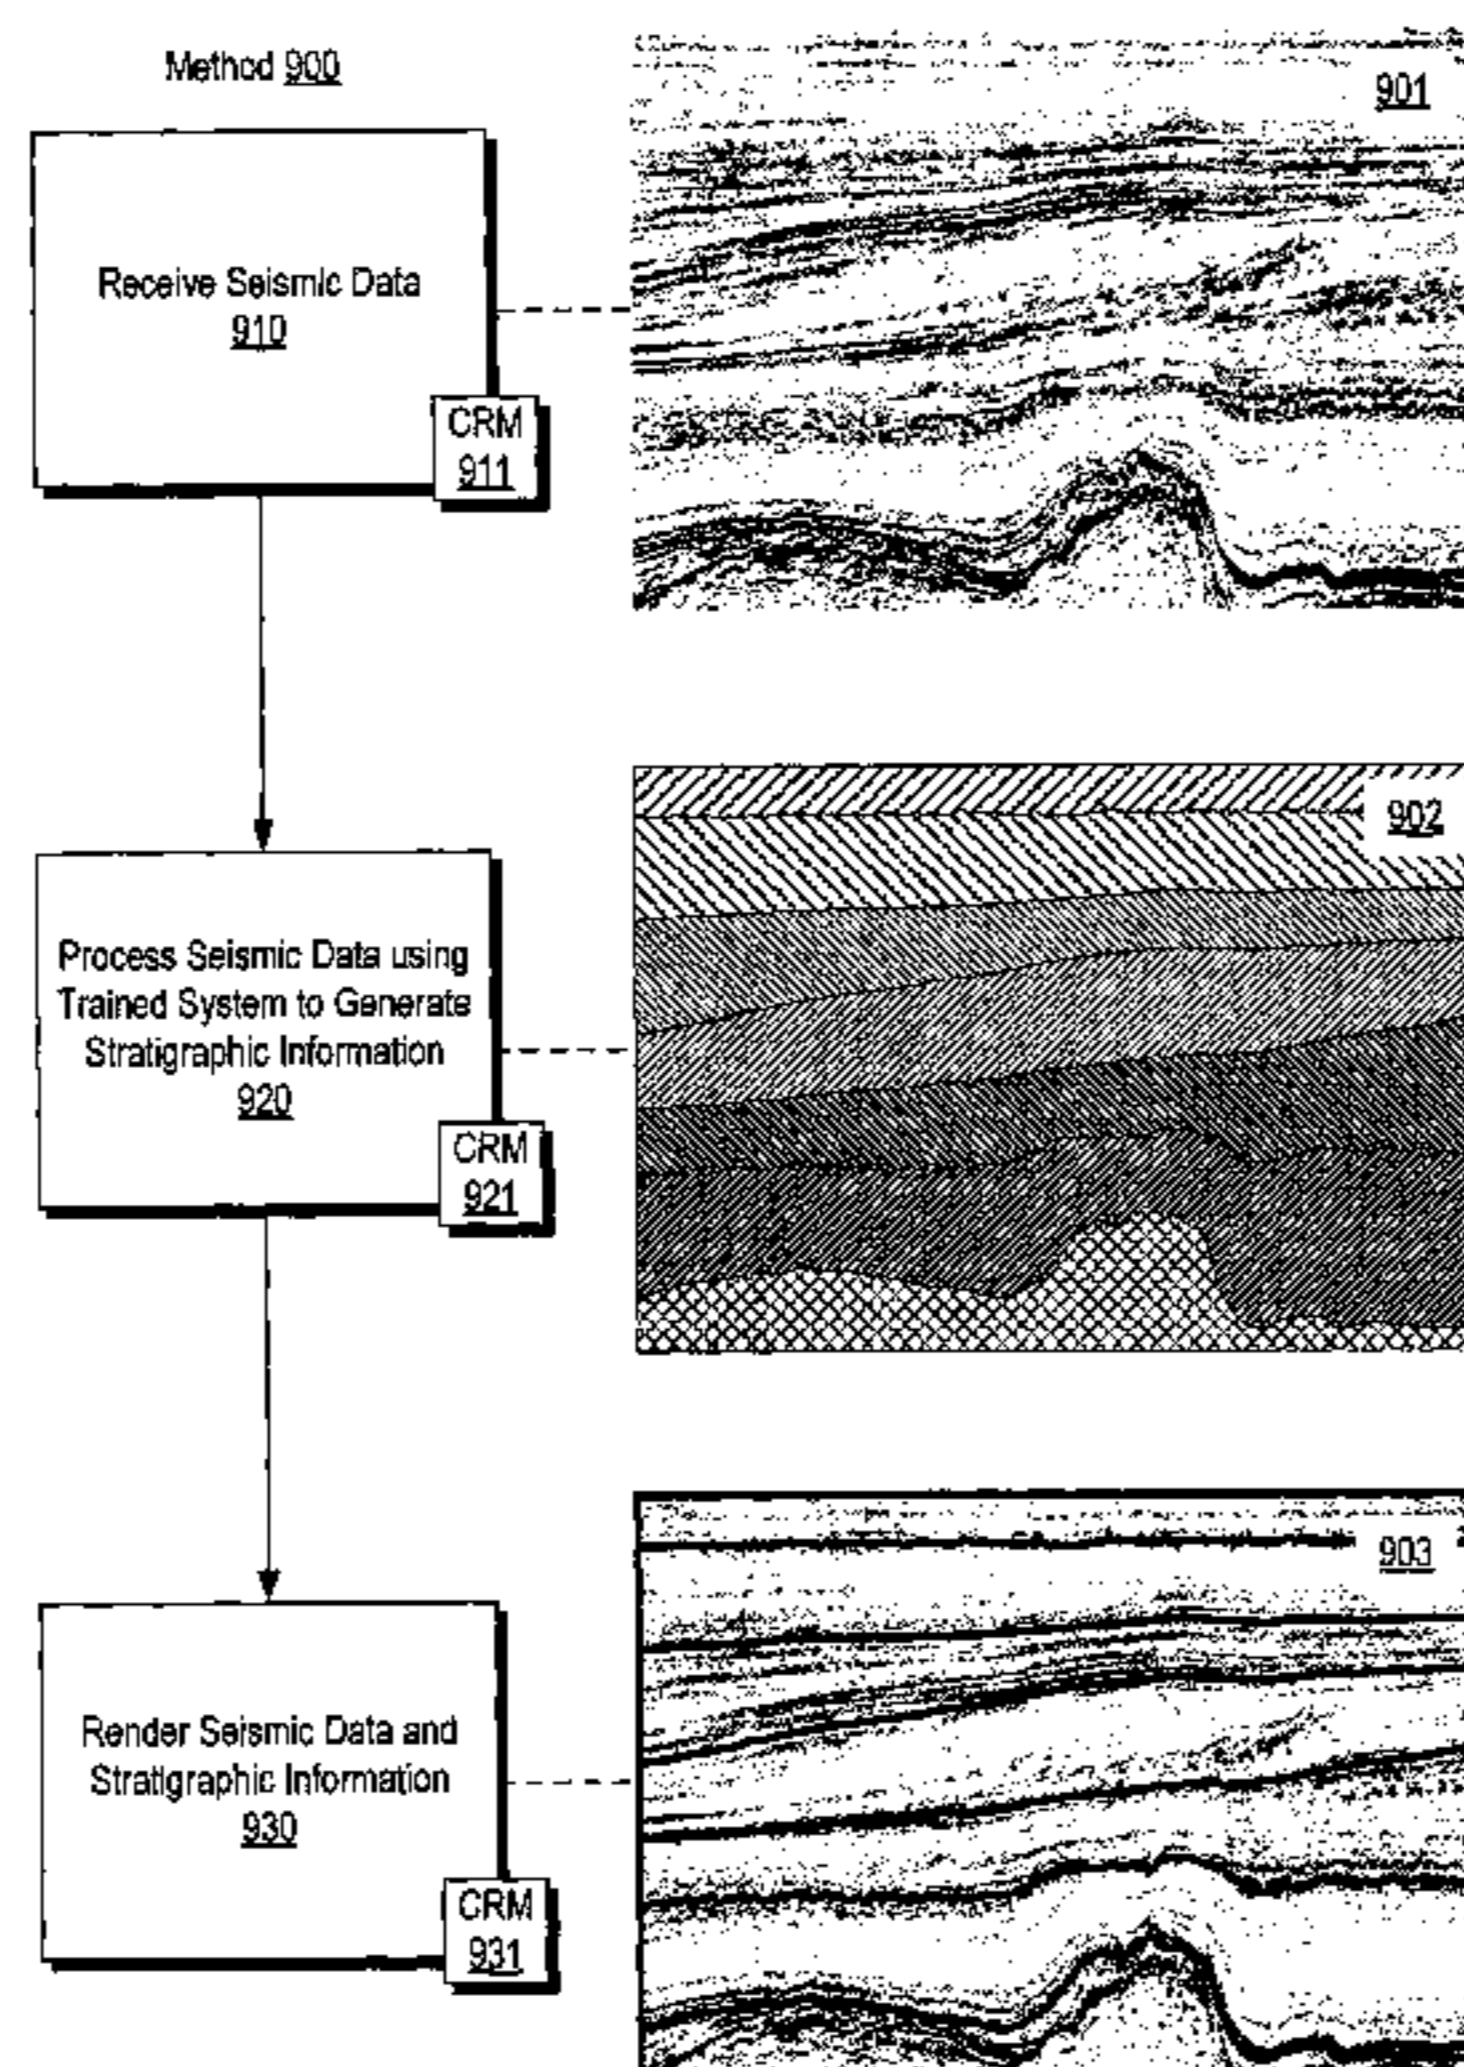 Method 900
901
Receive Seismic Data
910
CRM
911
902
Process Seismic Data using
Trained System to Generate
Stratigraphic Information
920
CRM
921
903
Render Seismic Data and
Stratigraphic Information
930
CRM
931